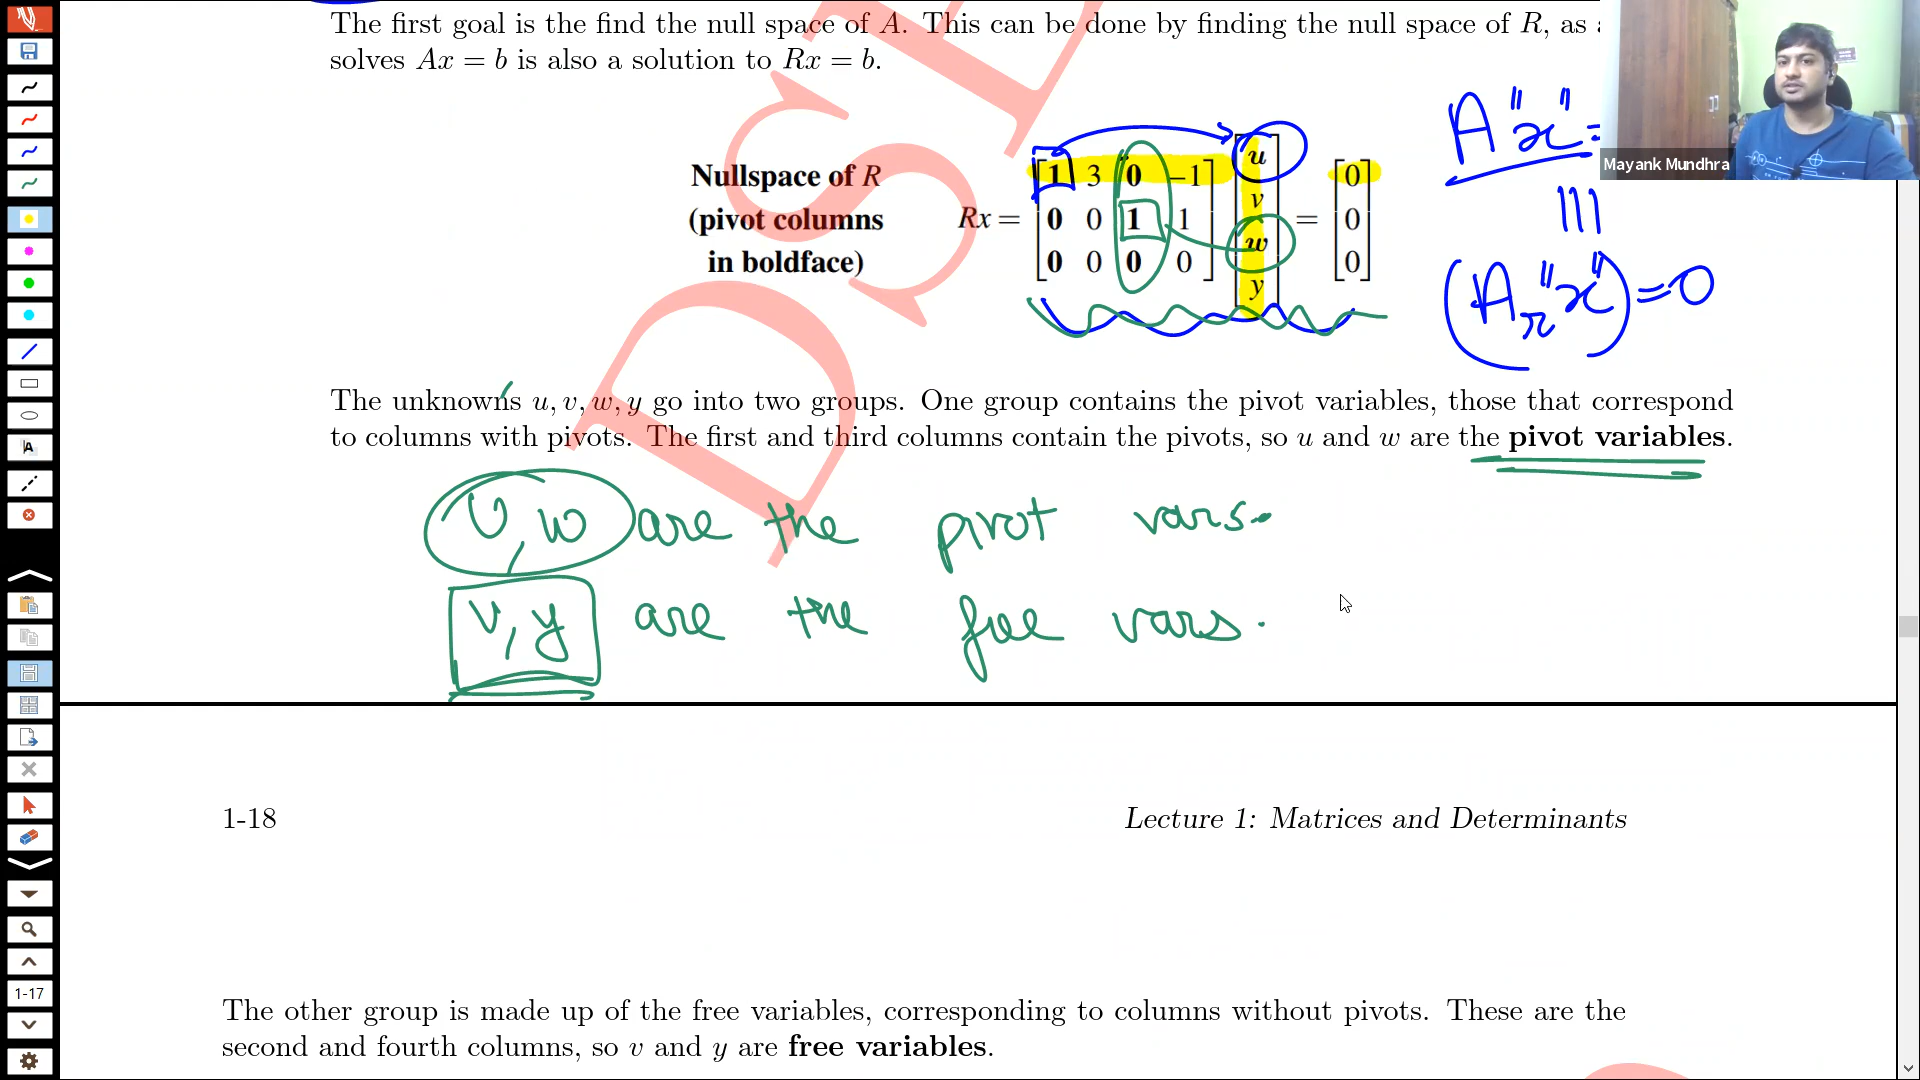 The first goal is the find the null space of A. This can be done by finding the null space of R, as
solves Ax = b is also a solution to Rx = b.
A "x" =
Mayank Mundhra
Nullspace of R
(pivot columns
in boldface)
Rx = [1 3 0 −1; 0 0 1 1; 0 0 0 0] [u; v; w; y] = [0; 0; 0]
|||
(A_r "x") = 0
The unknowns u, v, w, y go into two groups. One group contains the pivot variables, those that correspond
to columns with pivots. The first and third columns contain the pivots, so u and w are the pivot variables.
U, w are the pivot vars.
v, y are the free vars.
1-18 Lecture 1: Matrices and Determinants
The other group is made up of the free variables, corresponding to columns without pivots. These are the
second and fourth columns, so v and y are free variables.
1-17
A